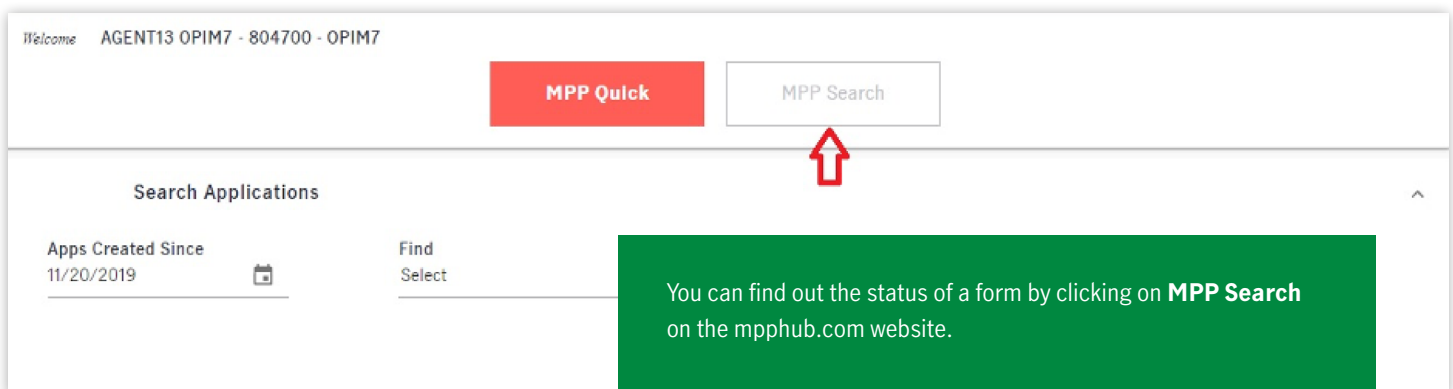 Welcome AGENT13 OPIM7 - 804700 - OPIM7
MPP Quick MPP Search
Search Applications
Apps Created Since Find
11/20/2019 Select
You can find out the status of a form by clicking on MPP Search
on the mpphub.com website.